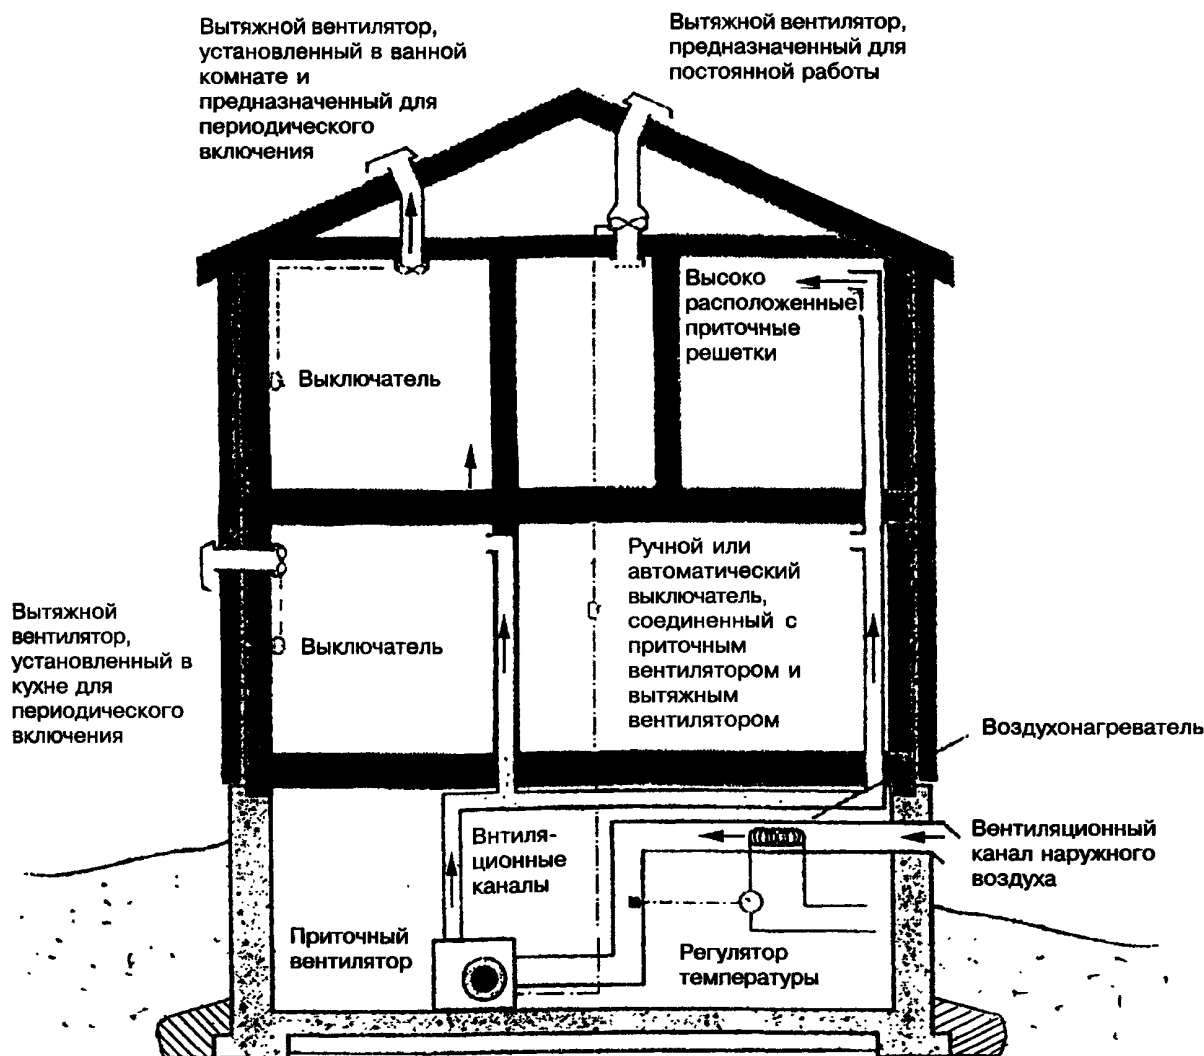 Вытяжной вентилятор,
установленный в ванной
комнате и
предназначенный для
периодического
включения
Вытяжной вентилятор,
предназначенный для
постоянной работы
Высоко
расположенные
приточные
решетки
Выключатель
Ручной или
автоматический
выключатель,
соединенный с
приточным
вентилятором и
вытяжным
вентилятором
Вытяжной
вентилятор,
установленный в
кухне для
периодического
включения
Выключатель
Воздухонагреватель
Внтиля-
ционные
каналы
Вентиляционный
канал наружного
воздуха
Приточный
вентилятор
Регулятор
температуры